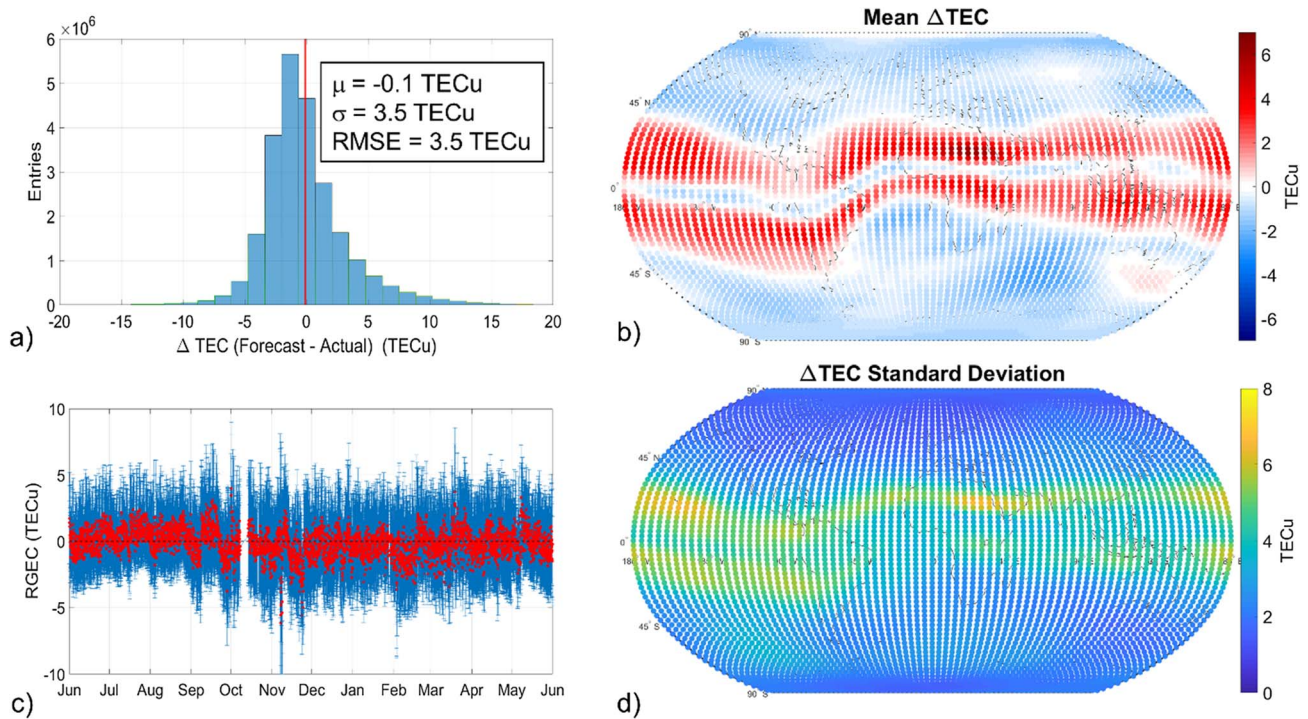 ×10⁶
6
5
4
3
2
1
0
Entries
μ = -0.1 TECu
σ = 3.5 TECu
RMSE = 3.5 TECu
-20 -15 -10 -5 0 5 10 15 20
Δ TEC (Forecast - Actual) (TECu)
a)
Mean ΔTEC
90° N
45° N
0°
45° S
90° S
6
4
2
0
-2
-4
-6
TECu
b)
10
5
0
-5
-10
RGEC (TECu)
Jun Jul Aug Sep Oct Nov Dec Jan Feb Mar Apr May Jun
c)
ΔTEC Standard Deviation
90° N
45° N
0°
45° S
90° S
8
6
4
2
0
TECu
d)